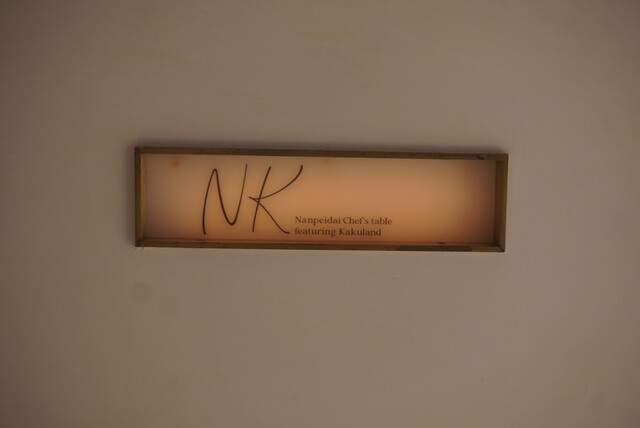 NK
Nanpeidai Chef's table
featuring Kakuland